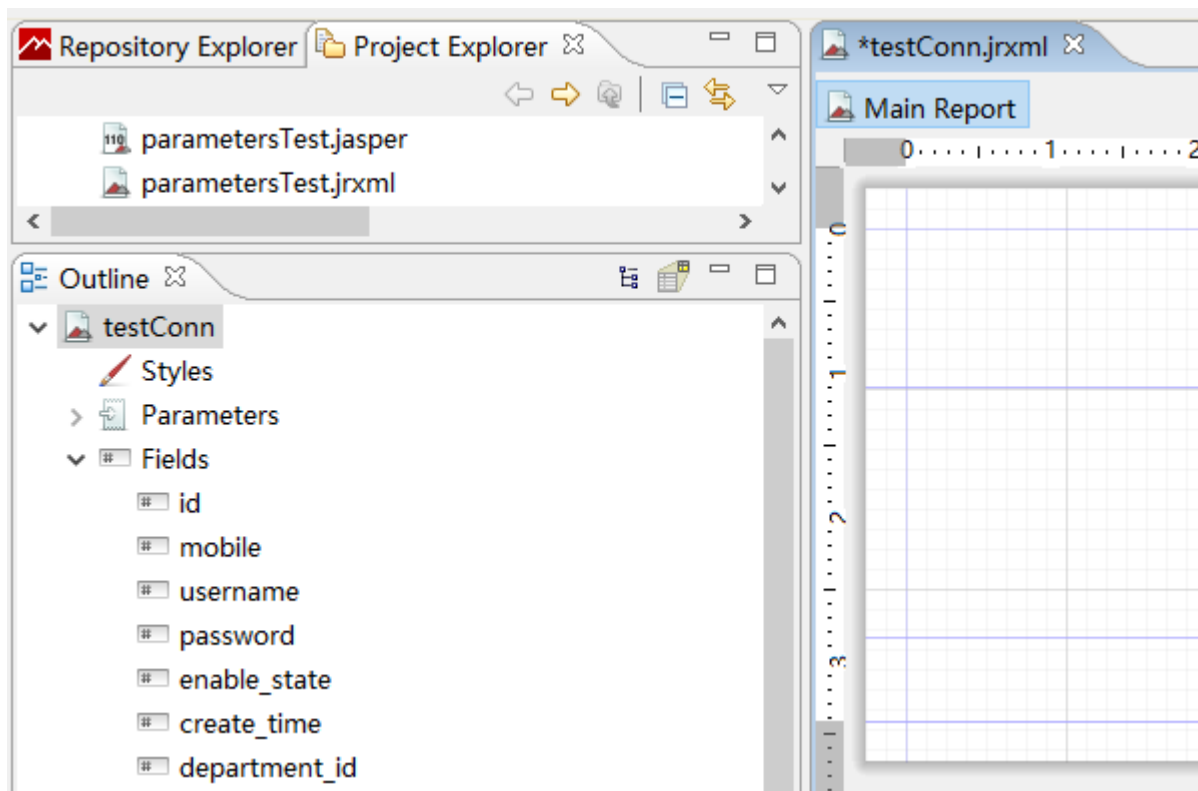 Repository Explorer Project Explorer
parametersTest.jasper
parametersTest.jrxml
Outline
testConn
Styles
Parameters
Fields
id
mobile
username
password
enable_state
create_time
department_id
*testConn.jrxml
Main Report
0 1 2
0
1
2
3